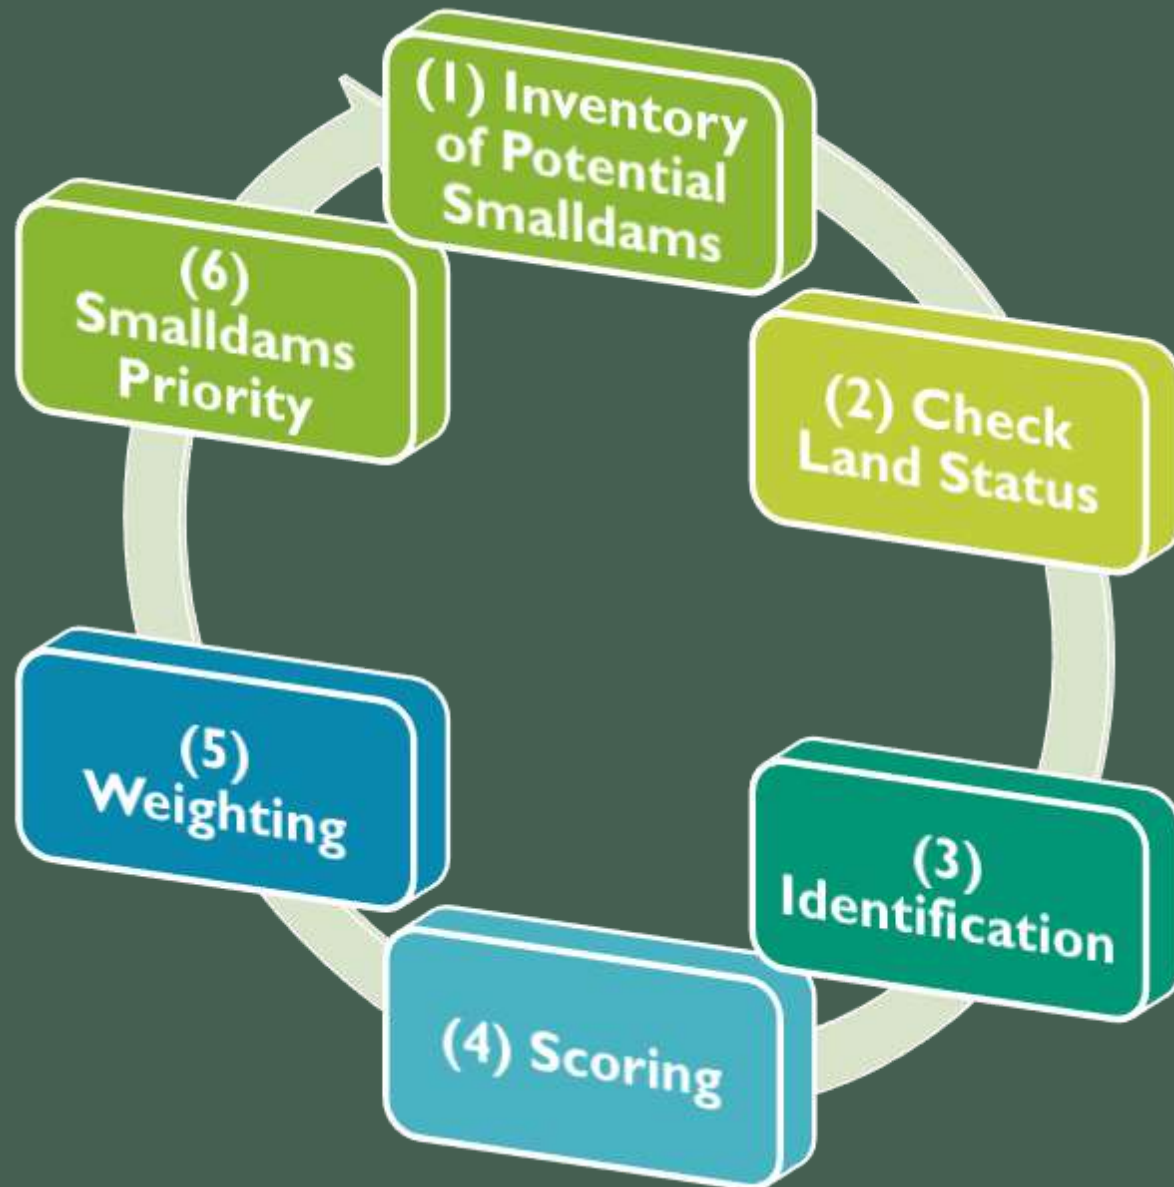 (1) Inventory
of Potential
Smalldams
(2) Check
Land Status
(3)
Identification
(4) Scoring
(5)
Weighting
(6)
Smalldams
Priority